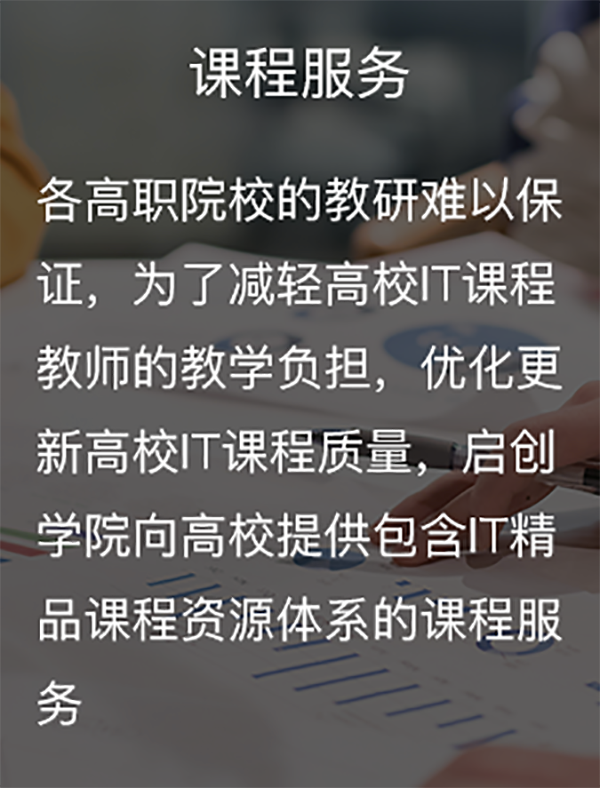 课程服务
各高职院校的教研难以保
证，为了减轻高校IT课程
教师的教学负担，优化更
新高校IT课程质量，启创
学院向高校提供包含IT精
品课程资源体系的课程服
务